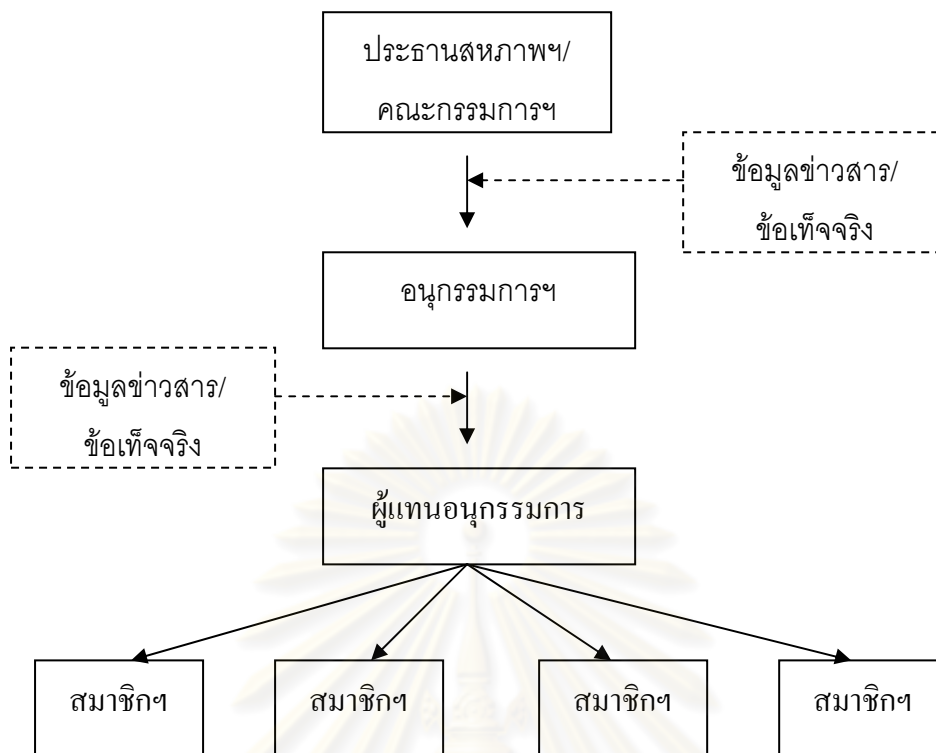 ประธานสหภาพฯ/
คณะกรรมการฯ
ข้อมูลข่าวสาร/
ข้อเท็จจริง
อนุกรรมการฯ
ข้อมูลข่าวสาร/
ข้อเท็จจริง
ผู้แทนอนุกรรมการ
สมาชิกฯ
สมาชิกฯ
สมาชิกฯ
สมาชิกฯ